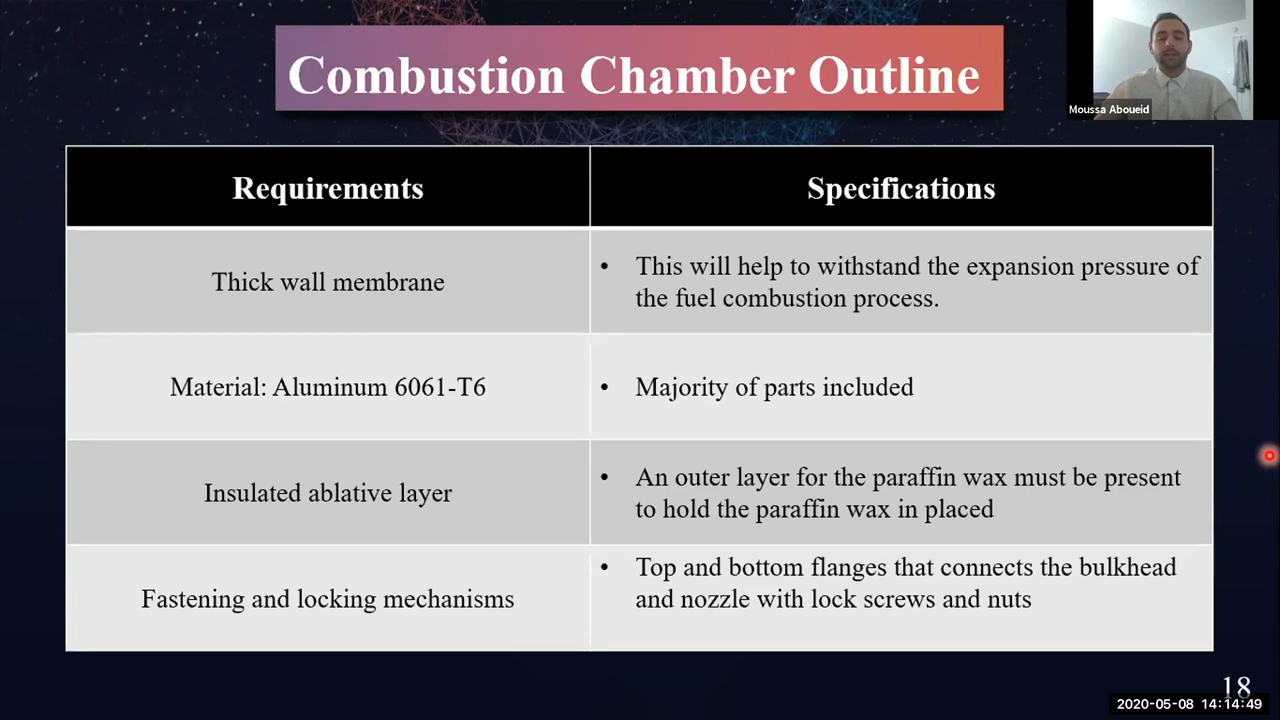 Combustion Chamber Outline
Moussa Aboueid
Requirements
Specifications
Thick wall membrane
• This will help to withstand the expansion pressure of
the fuel combustion process.
Material: Aluminum 6061-T6
• Majority of parts included
Insulated ablative layer
• An outer layer for the paraffin wax must be present
to hold the paraffin wax in placed
Fastening and locking mechanisms
• Top and bottom flanges that connects the bulkhead
and nozzle with lock screws and nuts
18
2020-05-08 14:14:49